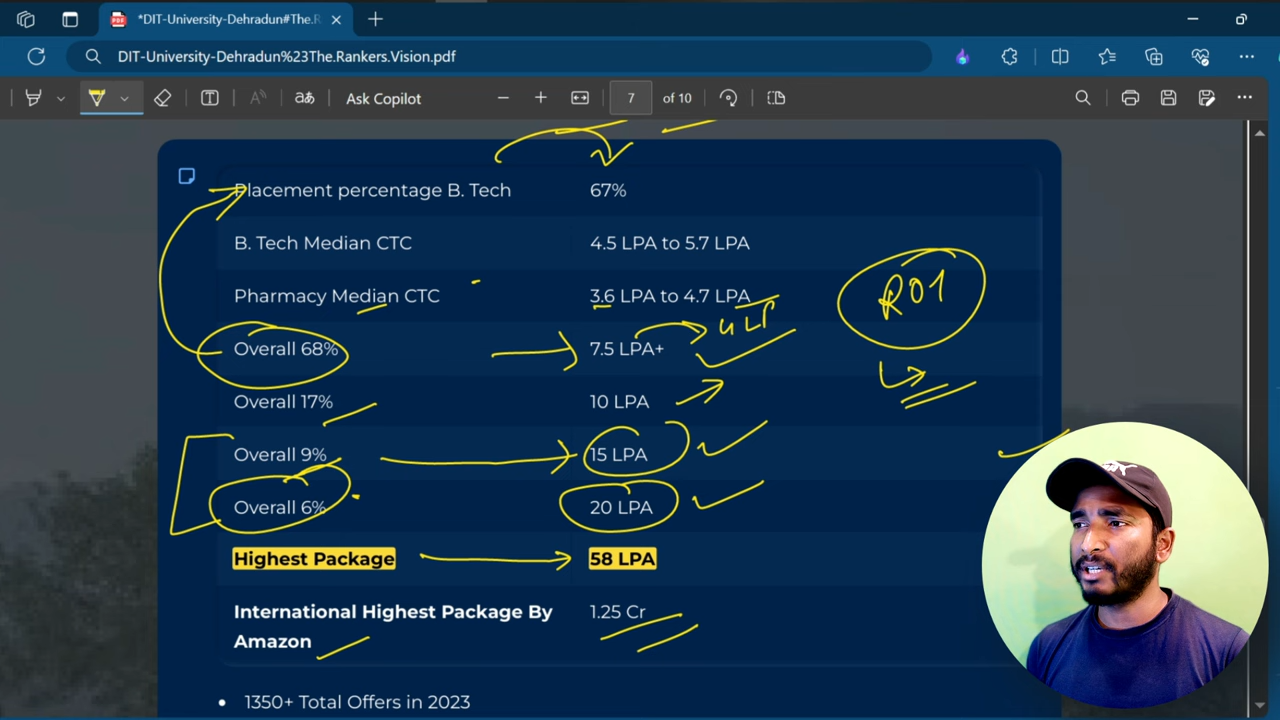 *DIT-University-Dehradun#The.R
DIT-University-Dehradun%23The.Rankers.Vision.pdf
Ask Copilot
7 of 10
Placement percentage B. Tech 67%
B. Tech Median CTC 4.5 LPA to 5.7 LPA
Pharmacy Median CTC 3.6 LPA to 4.7 LPA
ROI
Overall 68% 7.5 LPA+
Overall 17% 10 LPA
Overall 9% 15 LPA
Overall 6% 20 LPA
Highest Package 58 LPA
International Highest Package By 1.25 Cr
Amazon
1350+ Total Offers in 2023